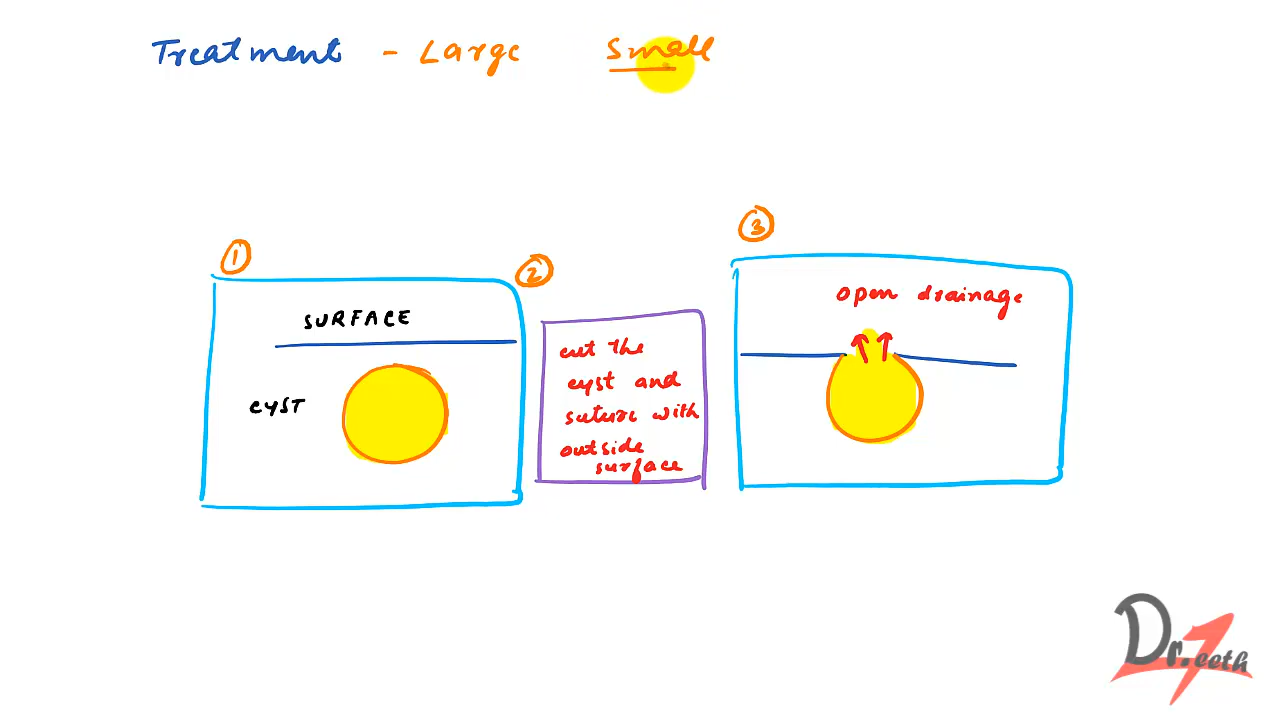 Treatment - Large Small
1
SURFACE
CYST
2
cut the
cyst and
suture with
outside
surface
3
open drainage
Dr.eeth